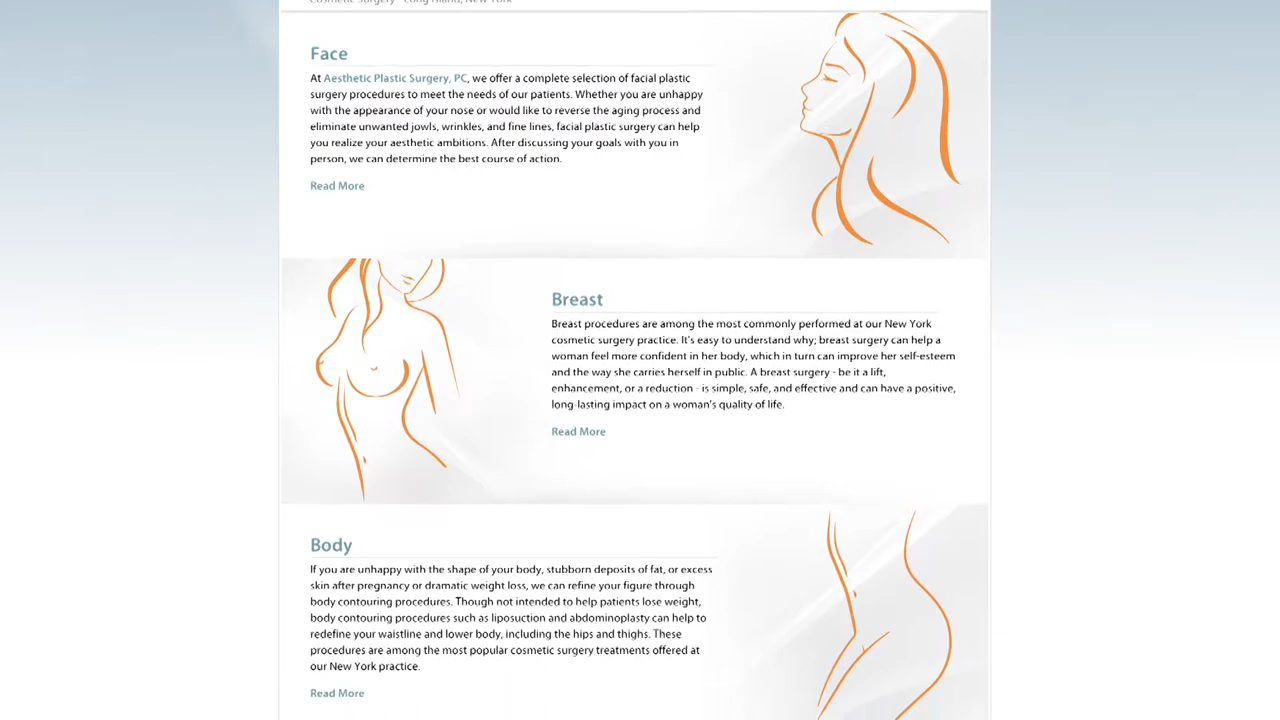 Cosmetic Surgery - Long Island, New York
Face
At Aesthetic Plastic Surgery, PC, we offer a complete selection of facial plastic
surgery procedures to meet the needs of our patients. Whether you are unhappy
with the appearance of your nose or would like to reverse the aging process and
eliminate unwanted jowls, wrinkles, and fine lines, facial plastic surgery can help
you realize your aesthetic ambitions. After discussing your goals with you in
person, we can determine the best course of action.
Read More
Breast
Breast procedures are among the most commonly performed at our New York
cosmetic surgery practice. It's easy to understand why; breast surgery can help a
woman feel more confident in her body, which in turn can improve her self-esteem
and the way she carries herself in public. A breast surgery - be it a lift,
enhancement, or a reduction - is simple, safe, and effective and can have a positive,
long-lasting impact on a woman's quality of life.
Read More
Body
If you are unhappy with the shape of your body, stubborn deposits of fat, or excess
skin after pregnancy or dramatic weight loss, we can refine your figure through
body contouring procedures. Though not intended to help patients lose weight,
body contouring procedures such as liposuction and abdominoplasty can help to
redefine your waistline and lower body, including the hips and thighs. These
procedures are among the most popular cosmetic surgery treatments offered at
our New York practice.
Read More